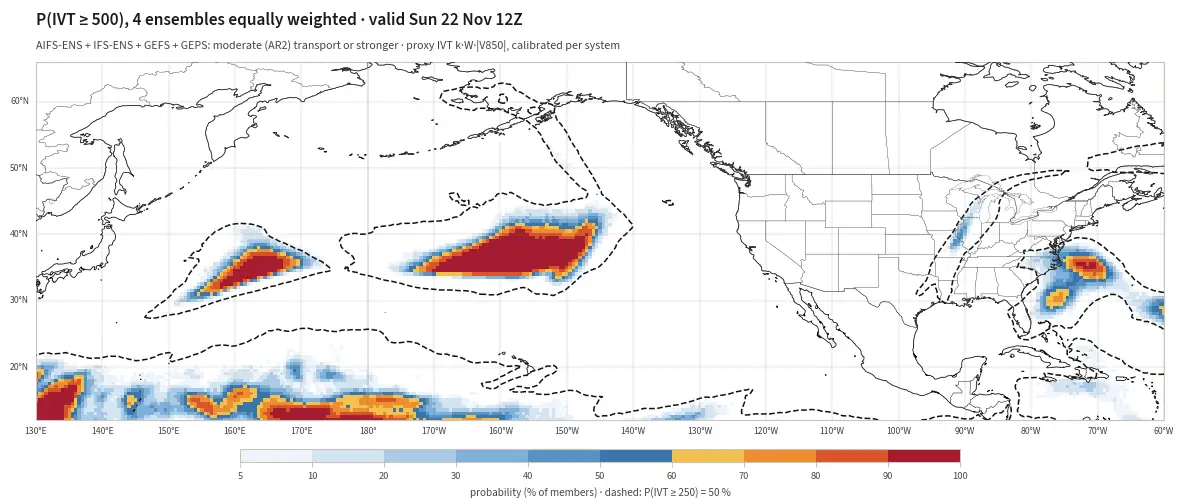 P(IVT ≥ 500), 4 ensembles equally weighted · valid Sun 22 Nov 12Z
AIFS-ENS + IFS-ENS + GEFS + GEPS: moderate (AR2) transport or stronger · proxy IVT k·W·|V850|, calibrated per system
60°N
50°N
40°N
30°N
20°N
130°E 140°E 150°E 160°E 170°E 180° 170°W 160°W 150°W 140°W 130°W 120°W 110°W 100°W 90°W 80°W 70°W 60°W
5 10 20 30 40 50 60 70 80 90 100
probability (% of members) · dashed: P(IVT ≥ 250) = 50 %